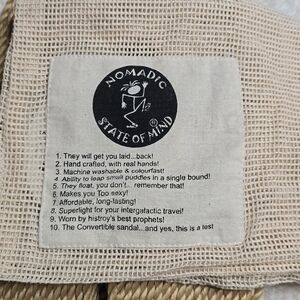 NOMADIC
STATE OF MIND
®
1. They will get you laid...back!
2. Hand crafted, with real hands!
3. Machine washable & colourfast!
4. Ability to leap small puddles in a single bound!
5. They float, you don't... remember that!
6. Makes you Too sexy!
7. Affordable, long-lasting!
8. Superlight for your intergalactic travel!
9. Worn by histroy's best prophets!
10. The Convertible sandal...and yes, this is a test